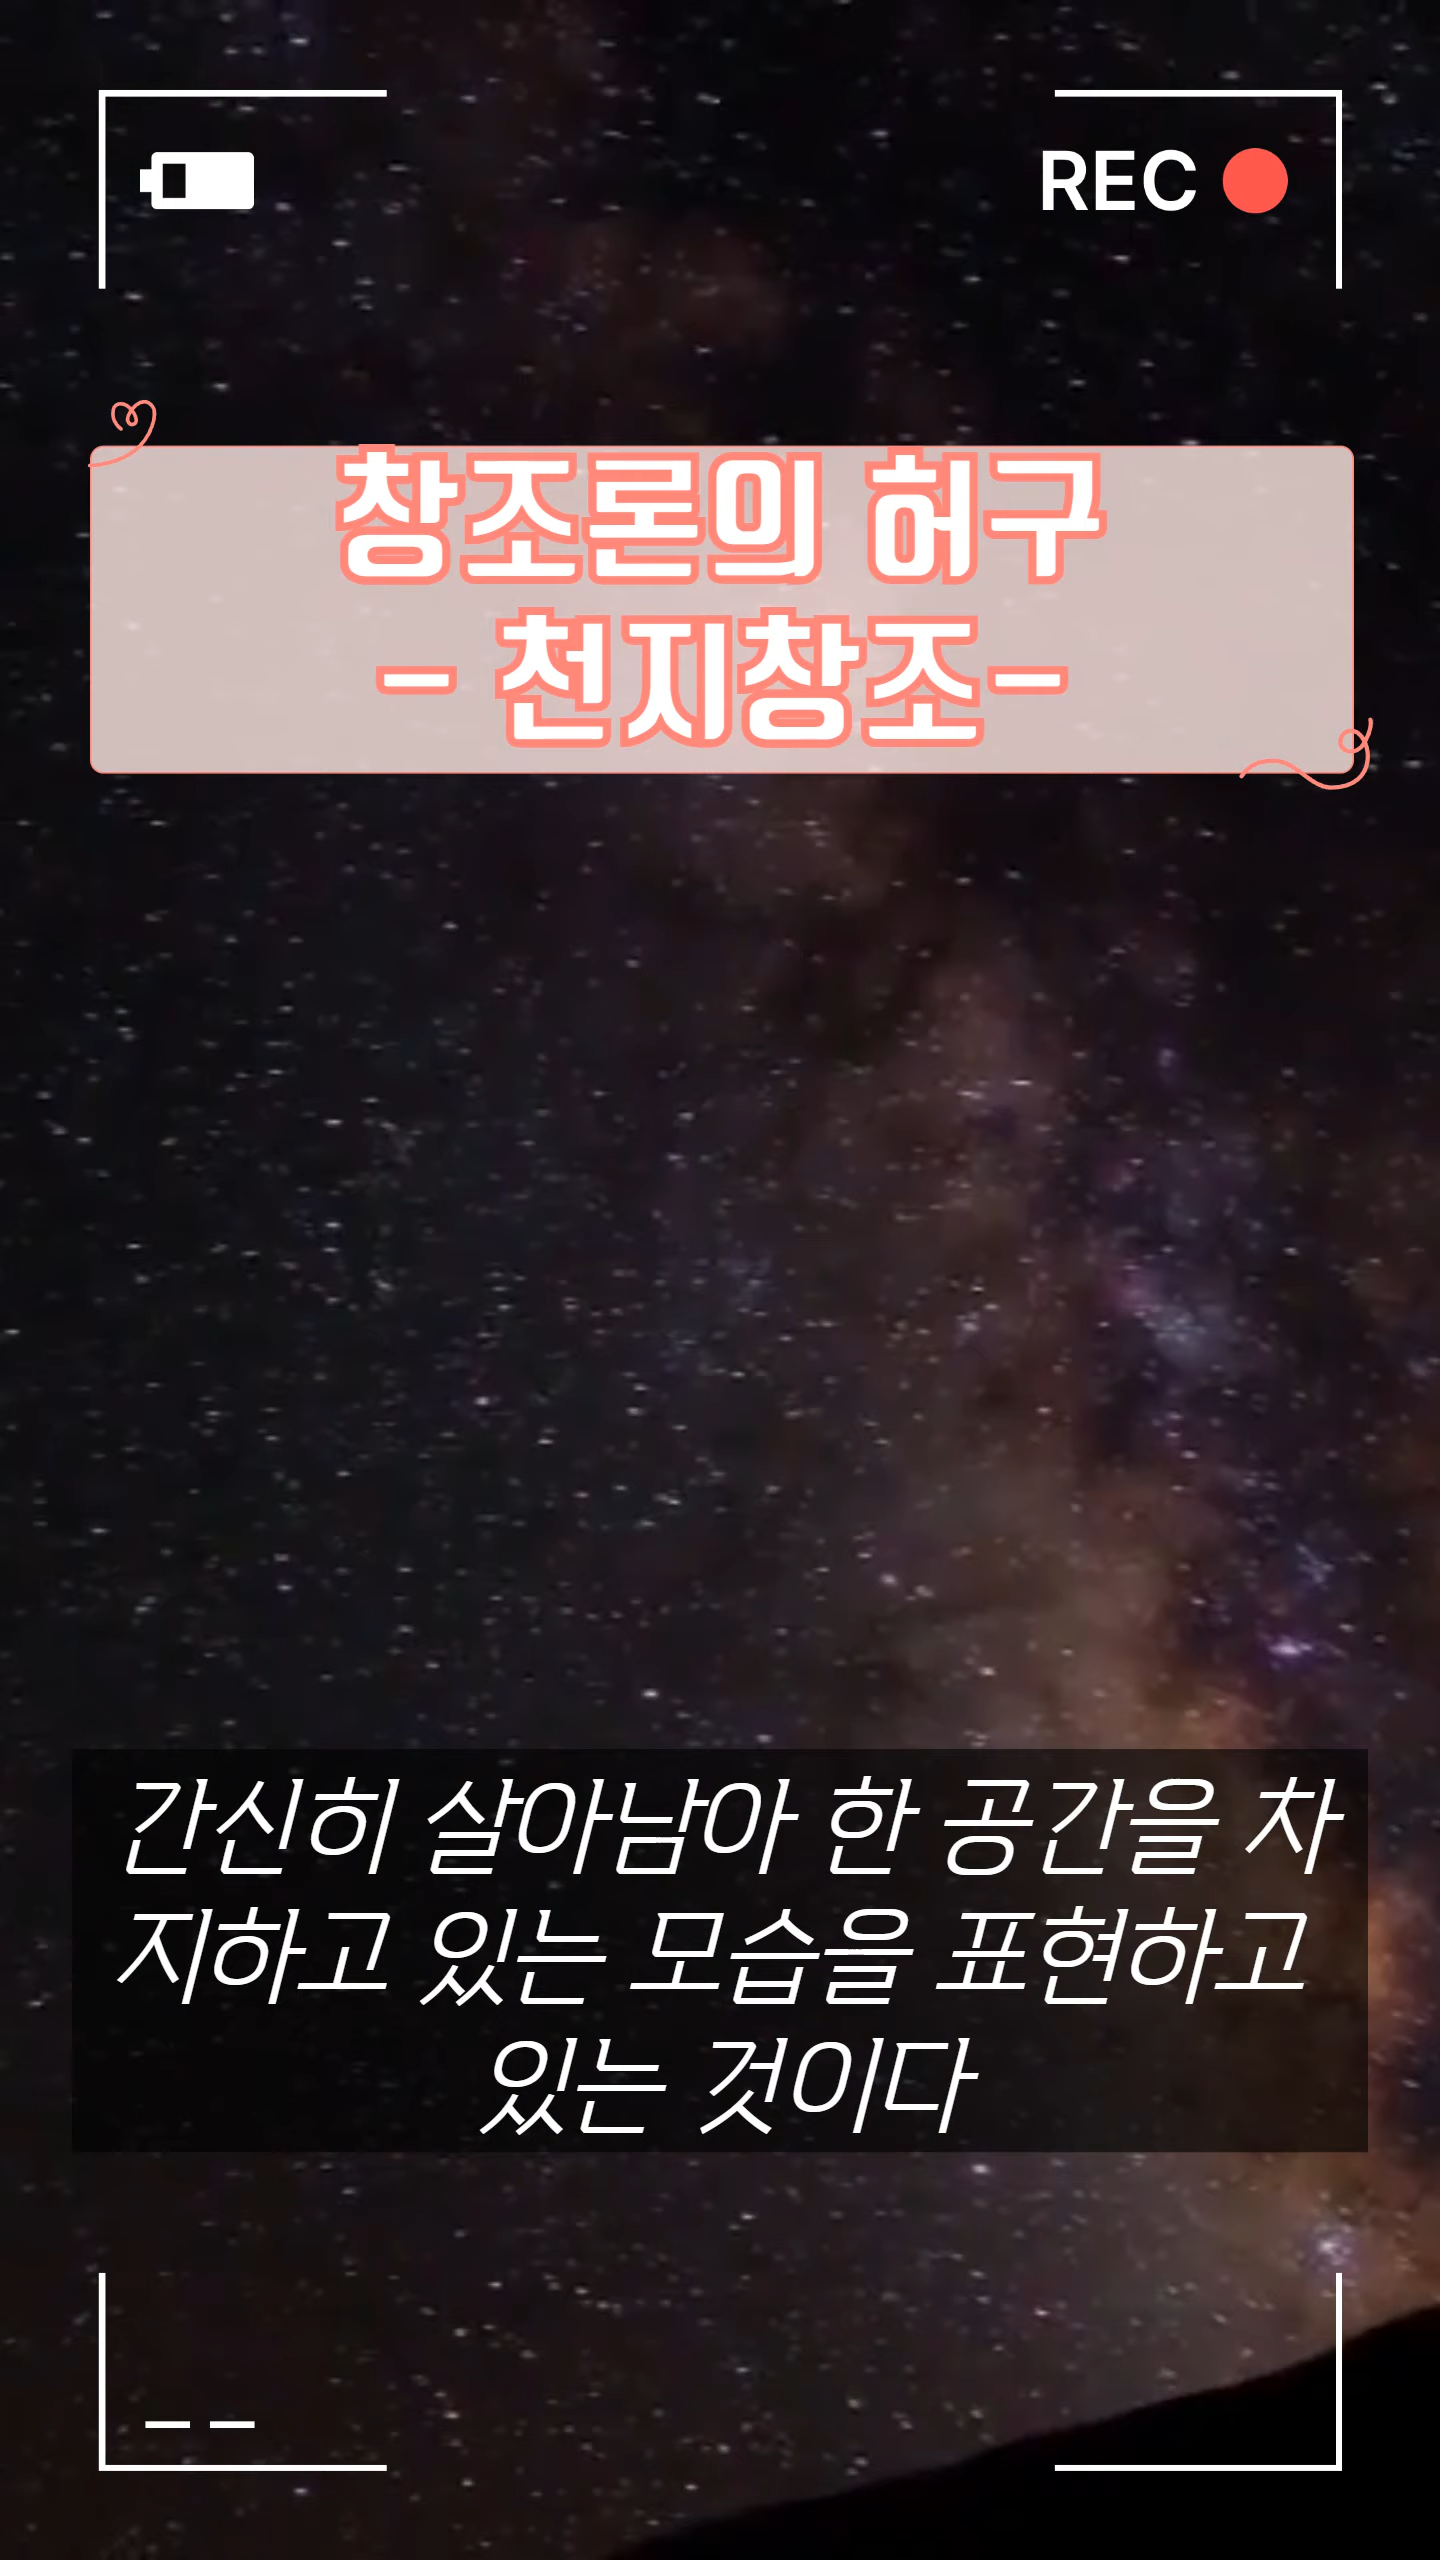 REC
창조론의 허구
- 천지창조-
간신히 살아남아 한 공간을 차
지하고 있는 모습을 표현하고
있는 것이다